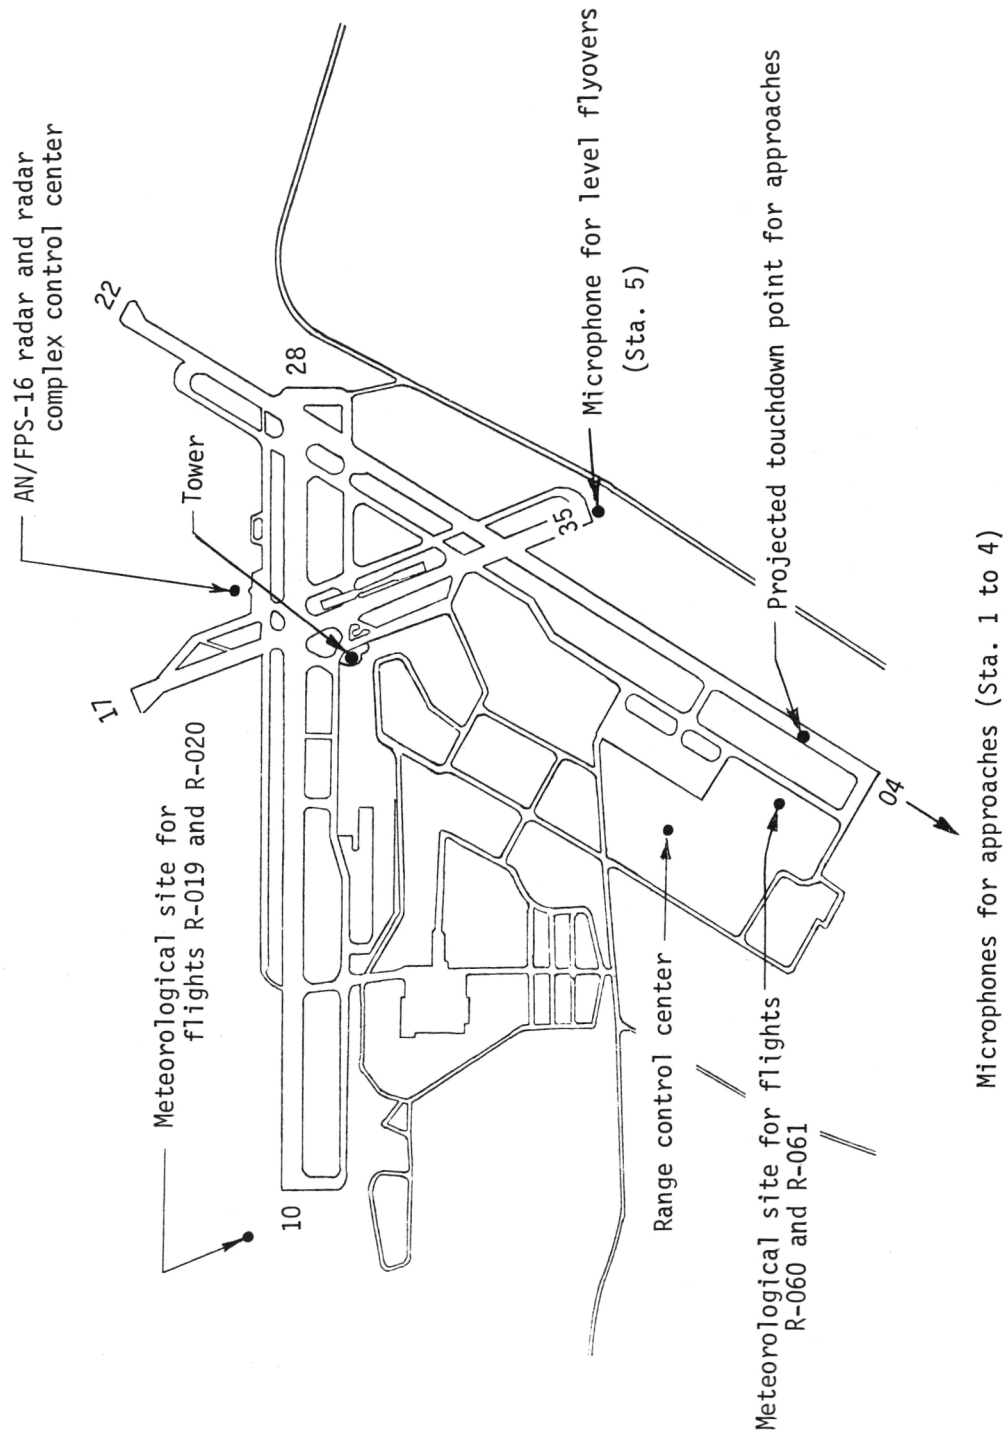 AN/FPS-16 radar and radar
complex control center
Tower
22
28
17
Meteorological site for
flights R-019 and R-020
10
Microphone for level flyovers
(Sta. 5)
35
Projected touchdown point for approaches
04
Range control center
Meteorological site for flights
R-060 and R-061
Microphones for approaches (Sta. 1 to 4)